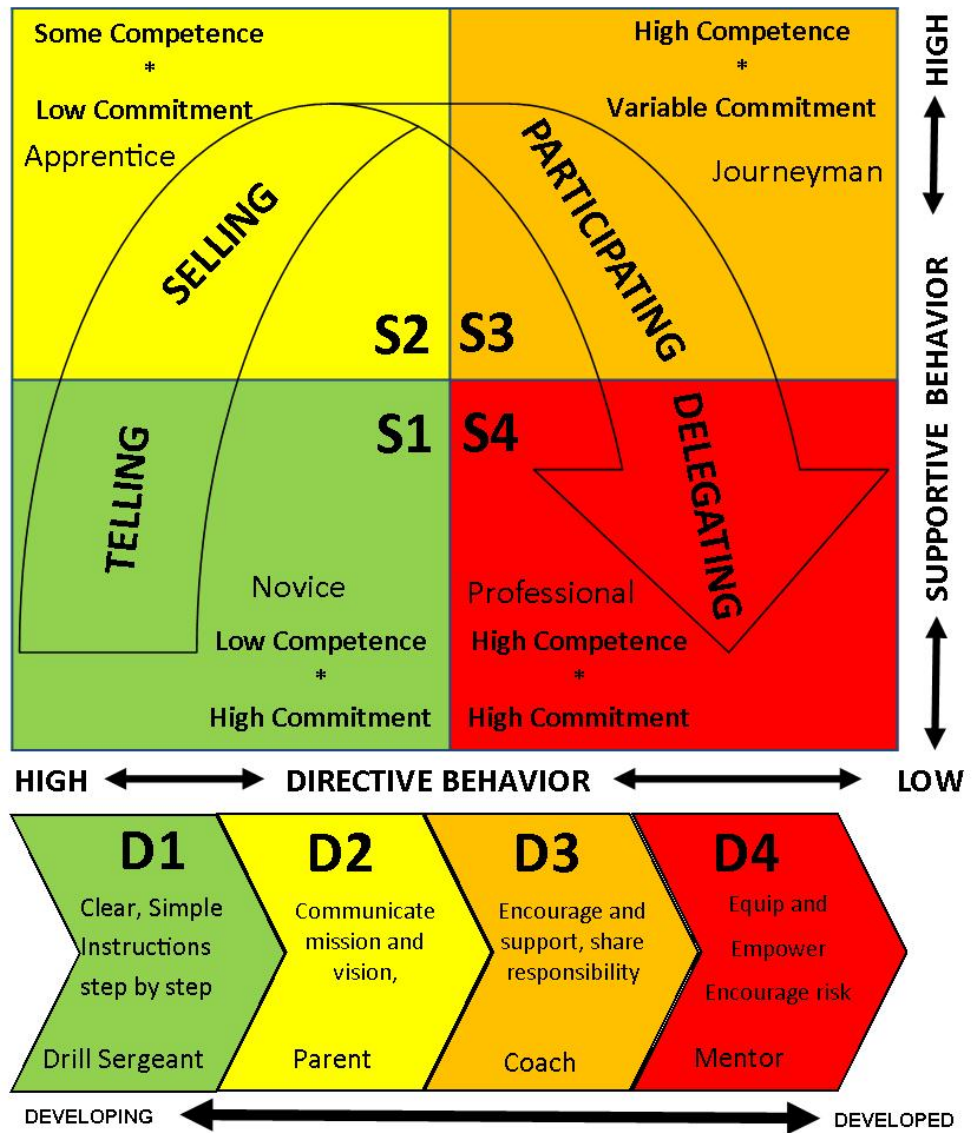 Some Competence
*
Low Commitment
Apprentice
SELLING
S2
High Competence
*
Variable Commitment
Journeyman
PARTICIPATING
S3
TELLING
S1
Novice
Low Competence
*
High Commitment
S4
DELEGATING
Professional
High Competence
*
High Commitment
HIGH
SUPPORTIVE BEHAVIOR
HIGH
DIRECTIVE BEHAVIOR
LOW
D1
Clear, Simple
Instructions
step by step
Drill Sergeant
D2
Communicate
mission and
vision,
Parent
D3
Encourage and
support, share
responsibility
Coach
D4
Equip and
Empower
Encourage risk
Mentor
DEVELOPING
DEVELOPED